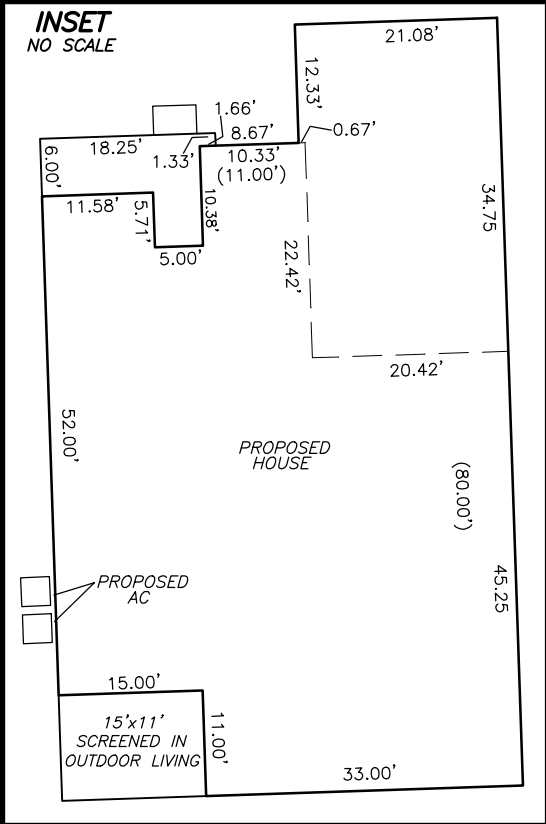 INSET
NO SCALE
21.08'
12.33'
1.66'
8.67'
0.67'
18.25'
1.33'
10.33'
(11.00')
6.00'
11.58'
5.71'
10.38'
5.00'
34.75
22.42'
20.42'
52.00'
PROPOSED
HOUSE
(80.00')
PROPOSED
AC
45.25
15.00'
15'x11'
SCREENED IN
OUTDOOR LIVING
11.00'
33.00'